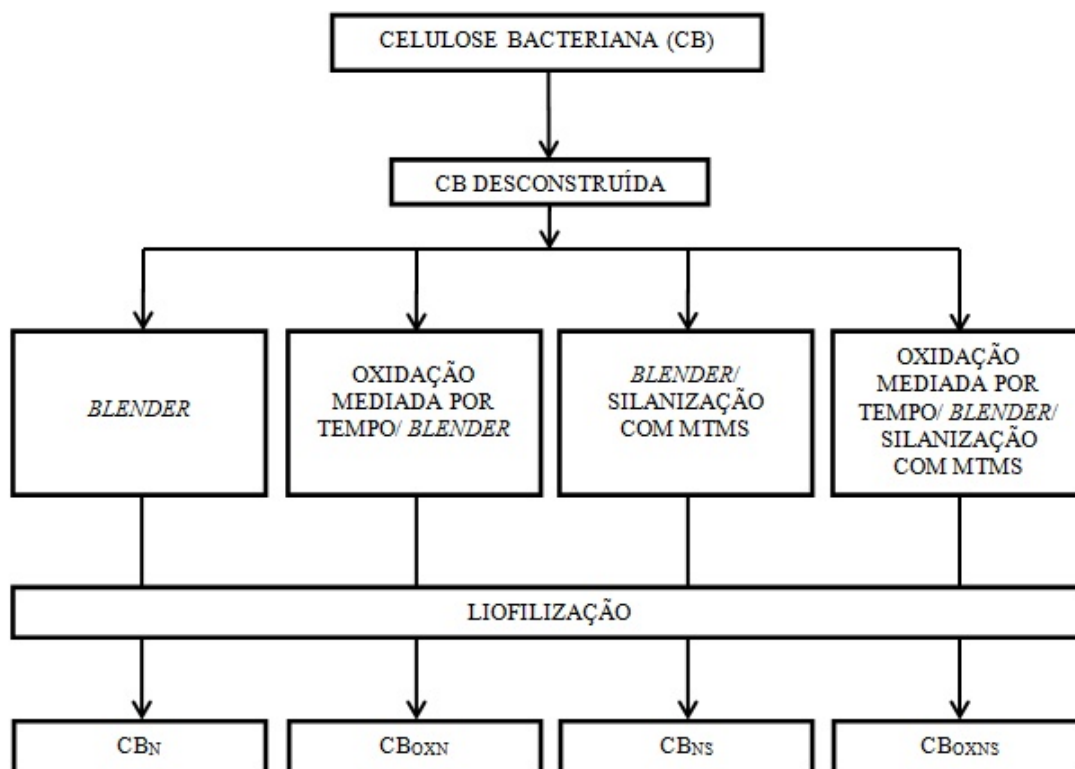 CELULOSE BACTERIANA (CB)
CB DESCONSTRUÍDA
BLENDER
OXIDAÇÃO
MEDIADA POR
TEMPO/ BLENDER
BLENDER/
SILANIZAÇÃO
COM MTMS
OXIDAÇÃO
MEDIADA POR
TEMPO/ BLENDER/
SILANIZAÇÃO
COM MTMS
LIOFILIZAÇÃO
CBN
CBOXN
CBNS
CBOXNS